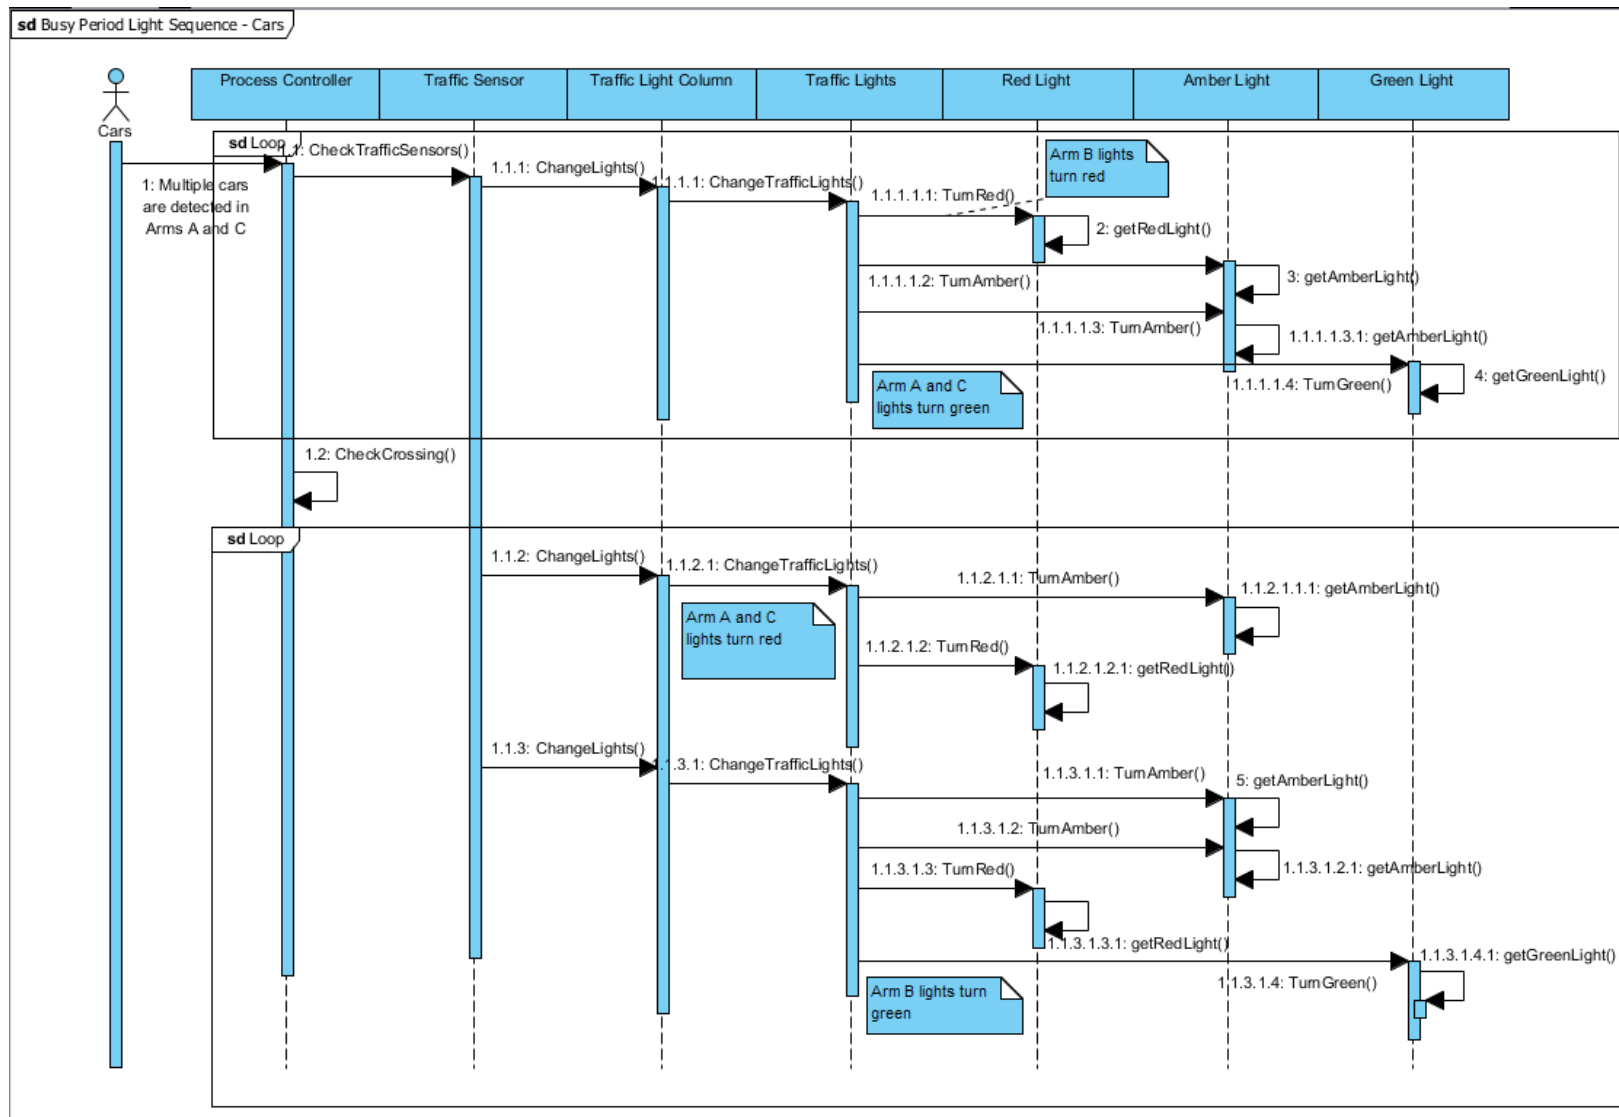 sd Busy Period Light Sequence - Cars
Process Controller
Traffic Sensor
Traffic Light Column
Traffic Lights
Red Light
Amber Light
Green Light
Cars
sd Loop
1.1: CheckTrafficSensors()
1: Multiple cars
are detected in
Arms A and C
1.1.1: ChangeLights()
1.1.1.1: ChangeTrafficLights()
Arm B lights
turn red
1.1.1.1.1: TurnRed()
2: getRedLight()
1.1.1.1.2: TurnAmber()
3: getAmberLight()
1.1.1.1.3: TurnAmber()
1.1.1.1.3.1: getAmberLight()
Arm A and C
lights turn green
1.1.1.1.4: TurnGreen()
4: getGreenLight()
1.2: CheckCrossing()
sd Loop
1.1.2: ChangeLights()
1.1.2.1: ChangeTrafficLights()
Arm A and C
lights turn red
1.1.2.1.1: TurnAmber()
1.1.2.1.1.1: getAmberLight()
1.1.2.1.2: TurnRed()
1.1.2.1.2.1: getRedLight()
1.1.3: ChangeLights()
1.1.3.1: ChangeTrafficLights()
1.1.3.1.1: TurnAmber()
5: getAmberLight()
1.1.3.1.2: TurnAmber()
1.1.3.1.2.1: getAmberLight()
1.1.3.1.3: TurnRed()
1.1.3.1.3.1: getRedLight()
1.1.3.1.4.1: getGreenLight()
1.1.3.1.4: TurnGreen()
Arm B lights turn
green